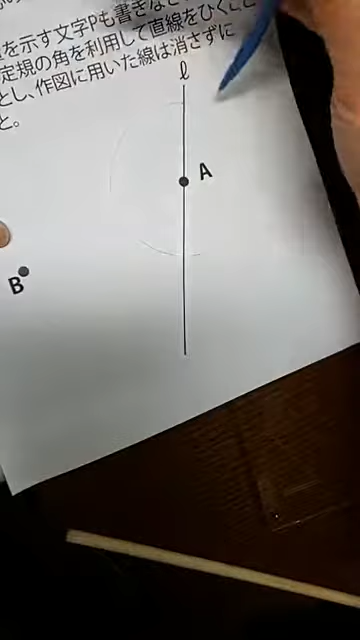 を示す文字Pも書きなさ
定規の角を利用して直線をひくこと
とし、作図に用いた線は消さずに
と。
ℓ
A
B